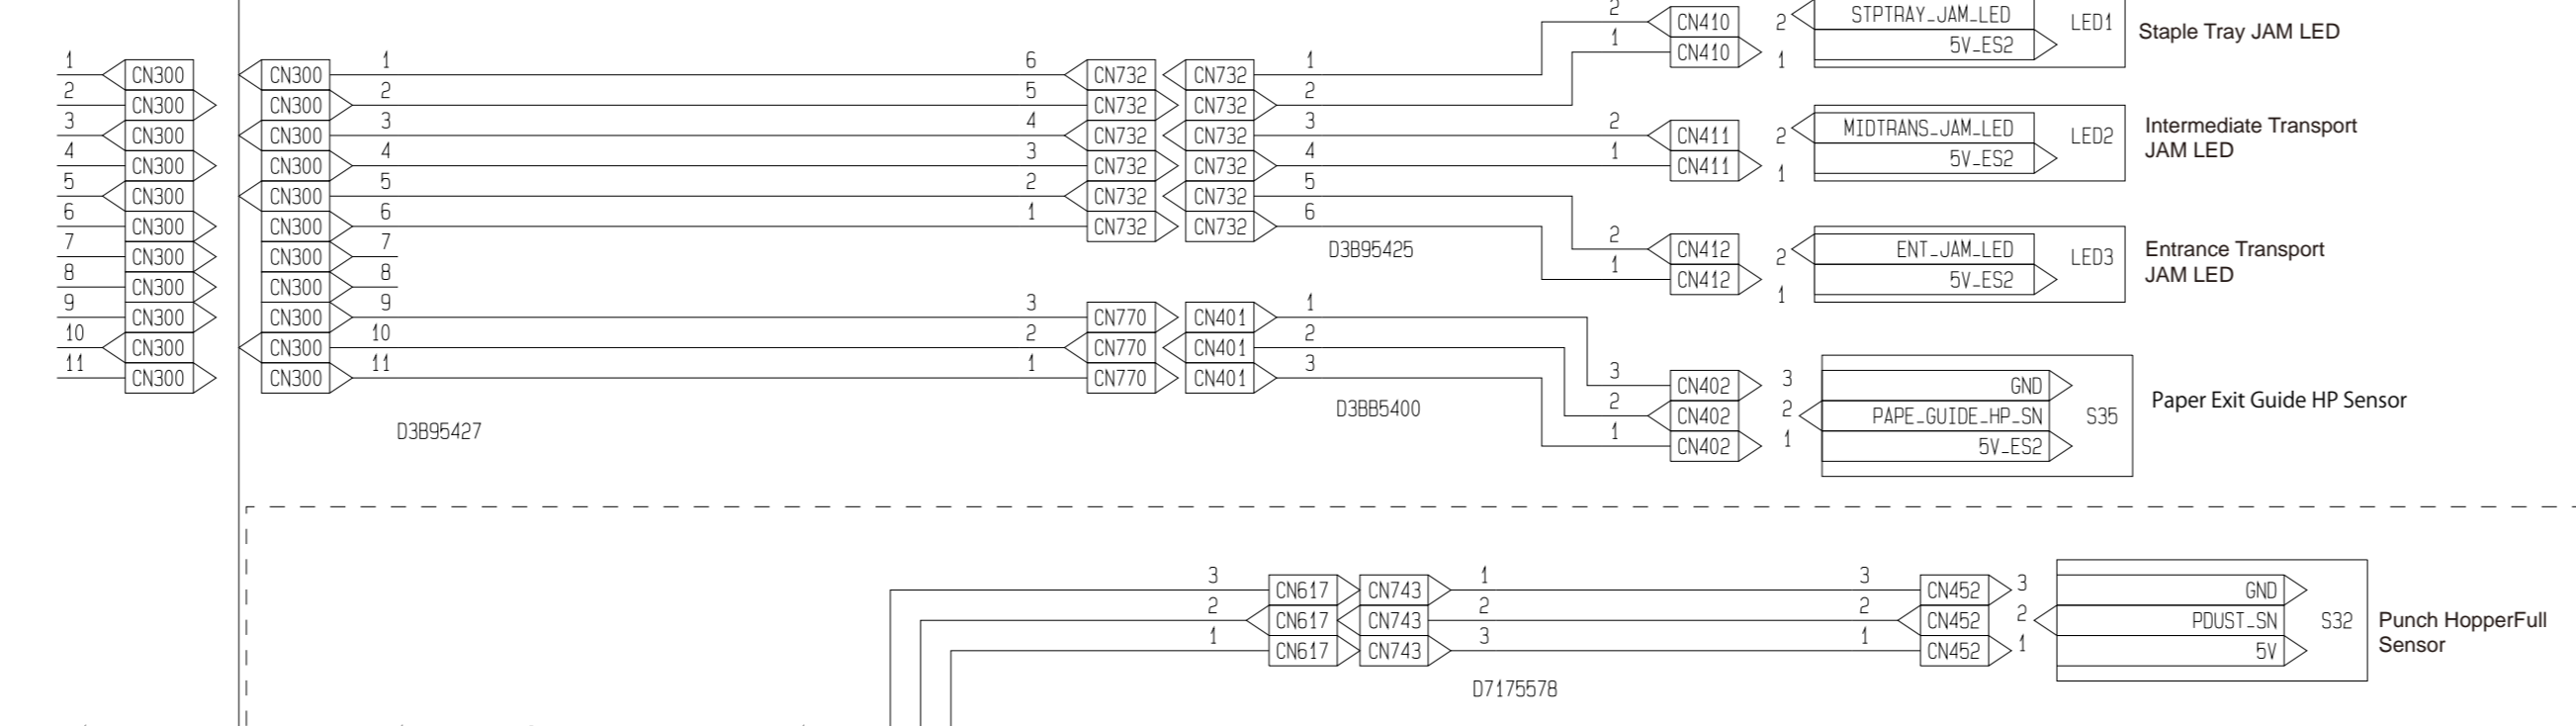 2 CN410 2 STPTRAY_JAM_LED LED1 Staple Tray JAM LED
1 CN410 1 5V_ES2
1 CN300 CN300 1 6 CN732 CN732 1
2 CN300 CN300 2 5 CN732 CN732 2
3 CN300 CN300 3 4 CN732 CN732 3 2 CN411 2 MIDTRANS_JAM_LED LED2 Intermediate Transport
JAM LED
4 CN300 CN300 4 3 CN732 CN732 4 1 CN411 1 5V_ES2
5 CN300 CN300 5 2 CN732 CN732 5
6 CN300 CN300 6 1 CN732 CN732 6
D3B95425
7 CN300 CN300 7 2 CN412 2 ENT_JAM_LED LED3 Entrance Transport
JAM LED
8 CN300 CN300 8 1 CN412 1 5V_ES2
9 CN300 CN300 9 3 CN770 CN401 1
10 CN300 CN300 10 2 CN770 CN401 2
11 CN300 CN300 11 1 CN770 CN401 3
D3BB5400
D3B95427
3 CN402 3 GND
2 CN402 2 PAPE_GUIDE_HP_SN S35 Paper Exit Guide HP Sensor
1 CN402 1 5V_ES2
3 CN617 CN743 1 3 CN452 3 GND
2 CN617 CN743 2 2 CN452 2 PDUST_SN S32 Punch HopperFull
Sensor
1 CN617 CN743 3 1 CN452 1 5V
D7175578